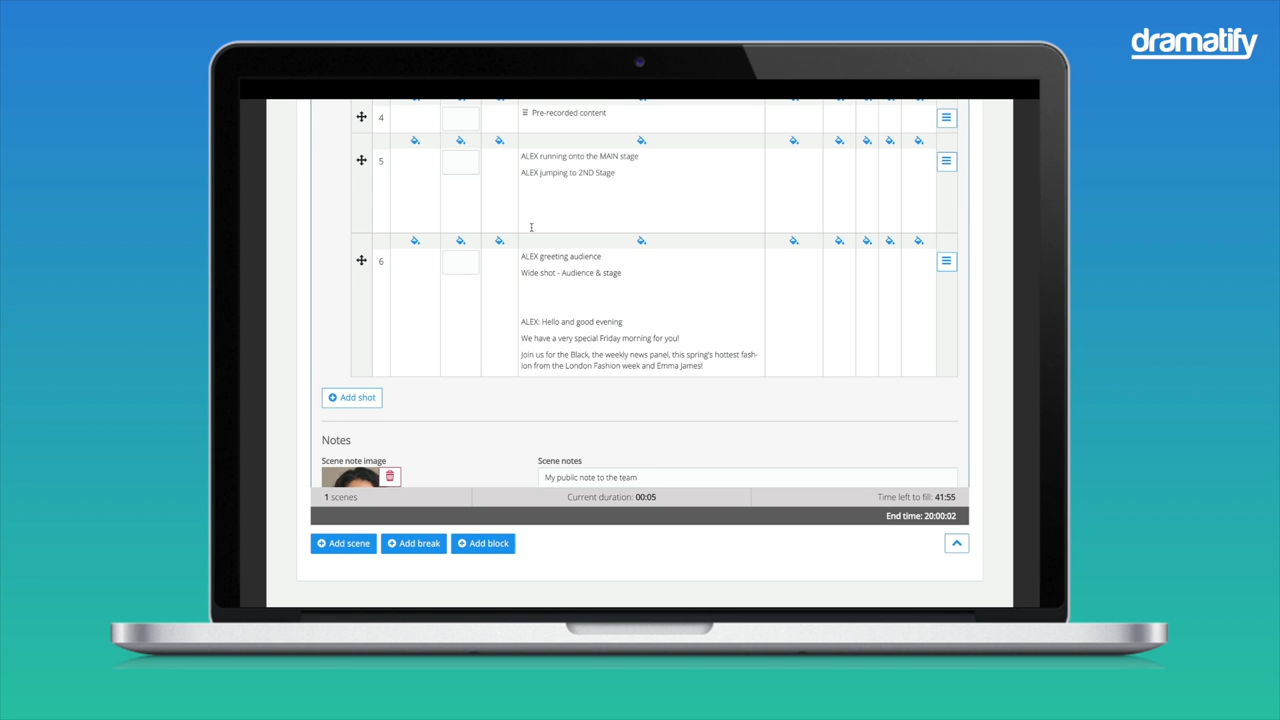 dramatify
4
Pre-recorded content
5
ALEX running onto the MAIN stage
ALEX jumping to 2ND Stage
6
ALEX greeting audience
Wide shot - Audience & stage
ALEX: Hello and good evening
We have a very special Friday morning for you!
Join us for the Black, the weekly news panel, this spring's hottest fash-
ion from the London Fashion week and Emma James!
Add shot
Notes
Scene note image
Scene notes
My public note to the team
1 scenes
Current duration: 00:05
Time left to fill: 41:55
End time: 20:00:02
Add scene
Add break
Add block